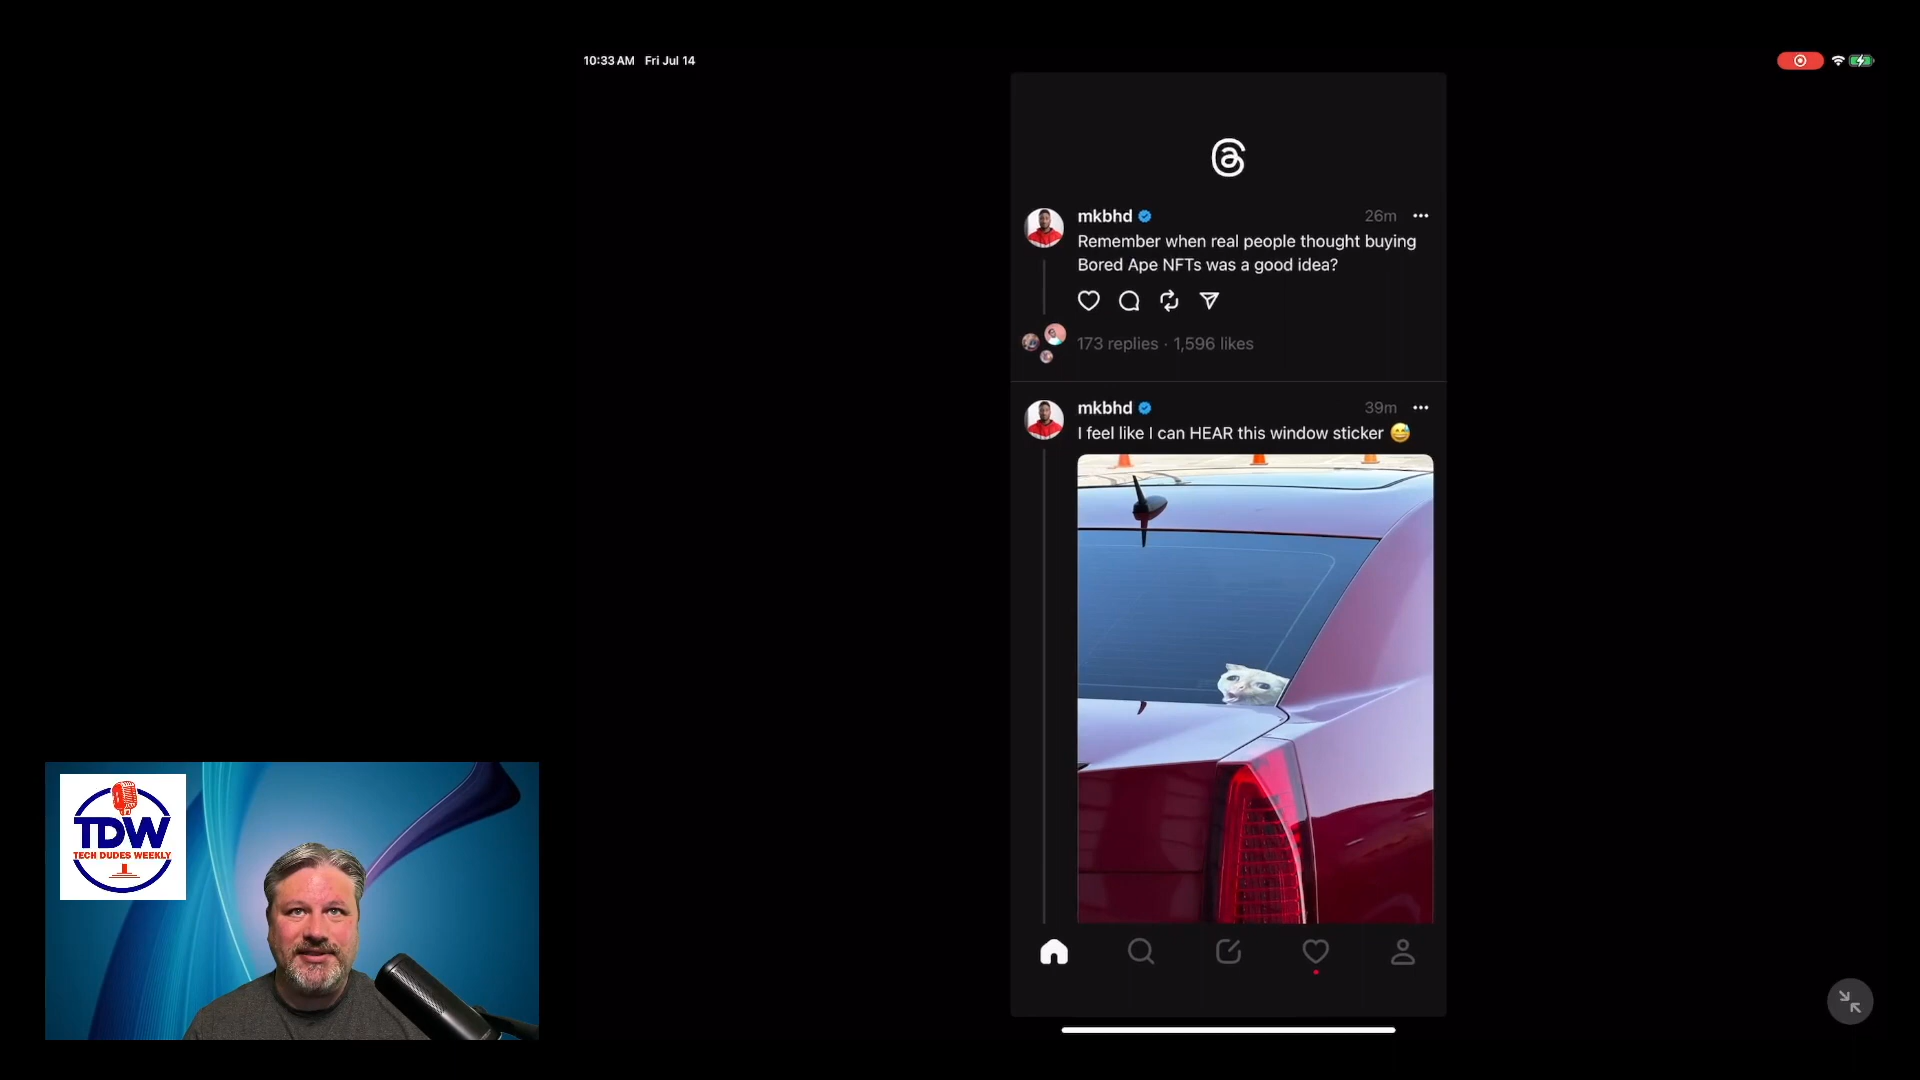 10:33 AM Fri Jul 14
mkbhd 26m
Remember when real people thought buying
Bored Ape NFTs was a good idea?
173 replies · 1,596 likes
mkbhd 39m
I feel like I can HEAR this window sticker 😅
TDW
TECH DUDES WEEKLY